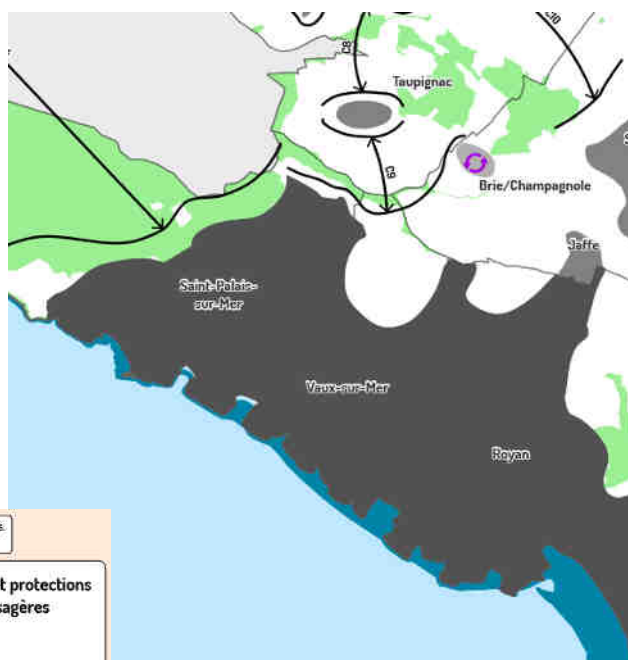 C8
C10
Taupignac
C9
Brie/Champagnole
Jaffe
Saint-Palais-
sur-Mer
Vaux-sur-Mer
Royan
t protections
sagères